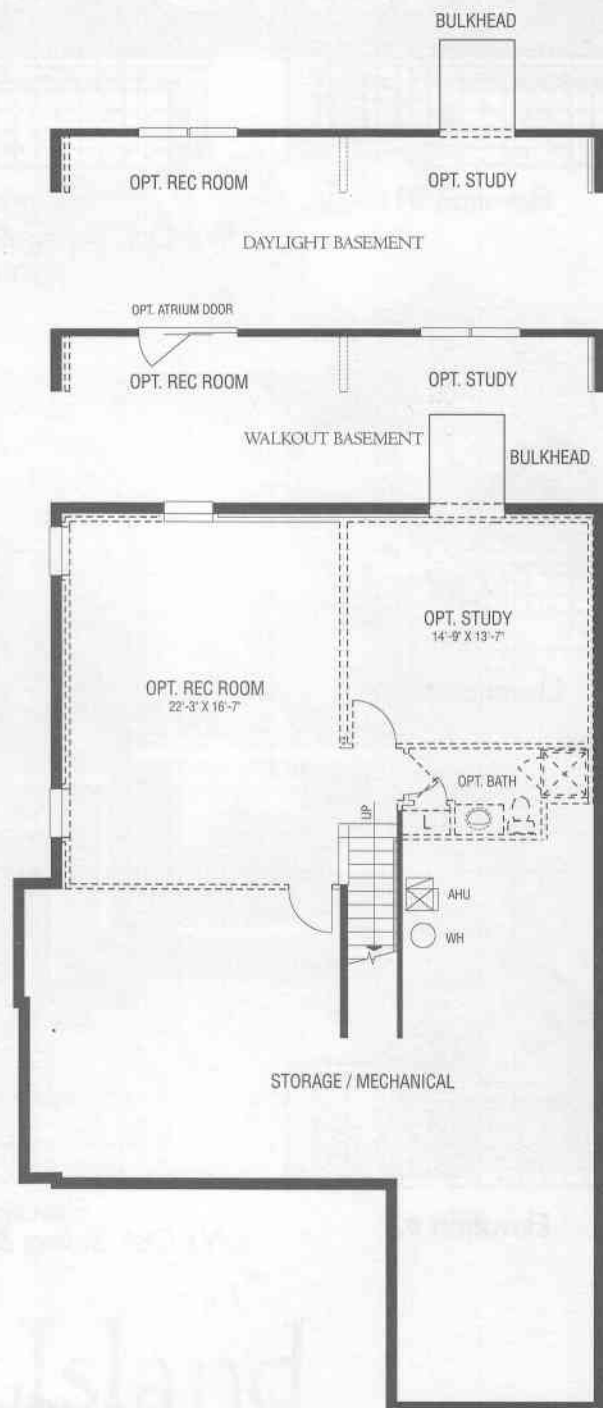 BULKHEAD
OPT. REC ROOM
OPT. STUDY
DAYLIGHT BASEMENT
OPT. ATRIUM DOOR
OPT. REC ROOM
OPT. STUDY
WALKOUT BASEMENT
BULKHEAD
OPT. STUDY
14'-9" X 13'-7"
OPT. REC ROOM
22'-3" X 16'-7"
OPT. BATH
UP
L
AHU
WH
STORAGE / MECHANICAL